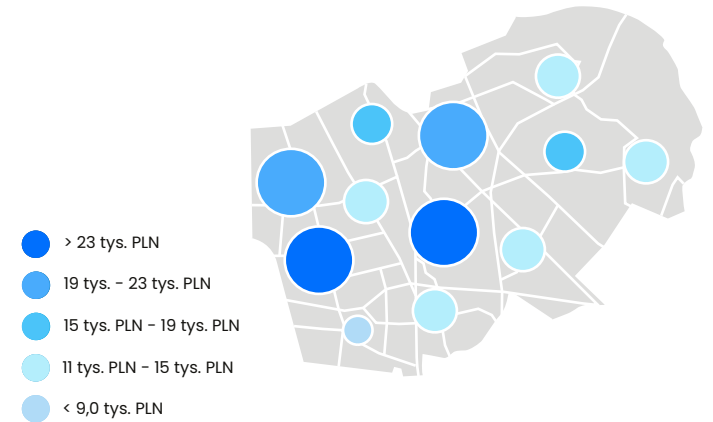 > 23 tys. PLN
19 tys. - 23 tys. PLN
15 tys. PLN - 19 tys. PLN
11 tys. PLN - 15 tys. PLN
< 9,0 tys. PLN